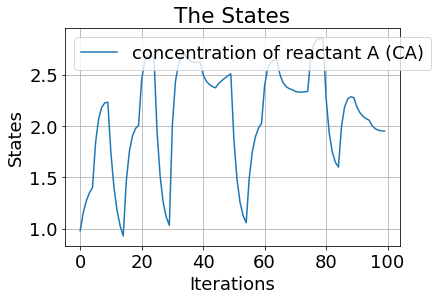 The States
concentration of reactant A (CA)
States
2.5
2.0
1.5
1.0
0
20
40
60
80
100
Iterations